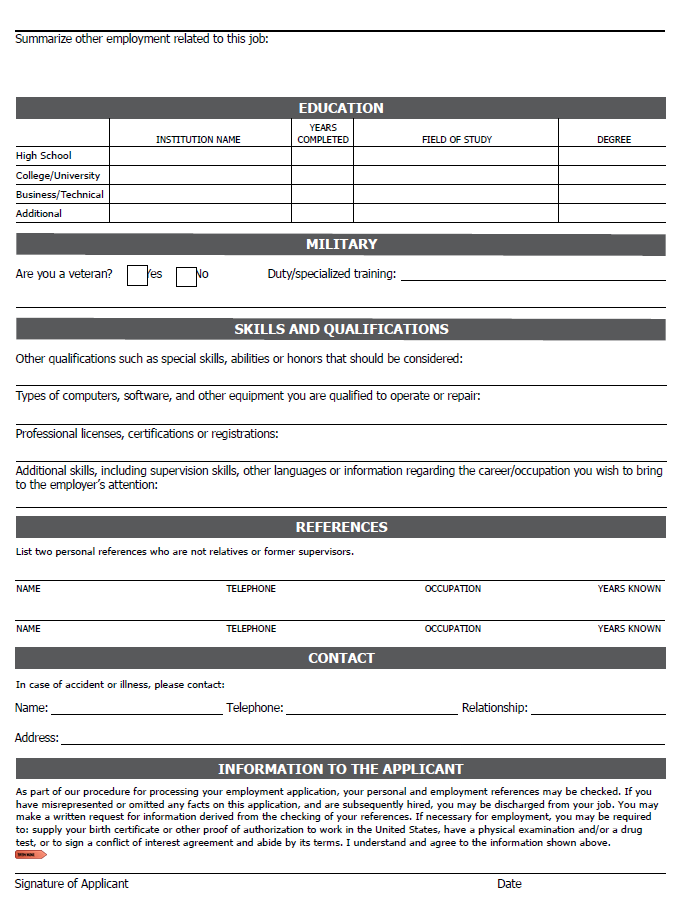 Summarize other employment related to this job:
EDUCATION
INSTITUTION NAME YEARS COMPLETED FIELD OF STUDY DEGREE
High School
College/University
Business/Technical
Additional
MILITARY
Are you a veteran? Yes No Duty/specialized training:
SKILLS AND QUALIFICATIONS
Other qualifications such as special skills, abilities or honors that should be considered:
Types of computers, software, and other equipment you are qualified to operate or repair:
Professional licenses, certifications or registrations:
Additional skills, including supervision skills, other languages or information regarding the career/occupation you wish to bring
to the employer’s attention:
REFERENCES
List two personal references who are not relatives or former supervisors.
NAME TELEPHONE OCCUPATION YEARS KNOWN
NAME TELEPHONE OCCUPATION YEARS KNOWN
CONTACT
In case of accident or illness, please contact:
Name: Telephone: Relationship:
Address:
INFORMATION TO THE APPLICANT
As part of our procedure for processing your employment application, your personal and employment references may be checked. If you
have misrepresented or omitted any facts on this application, and are subsequently hired, you may be discharged from your job. You may
make a written request for information derived from the checking of your references. If necessary for employment, you may be required
to: supply your birth certificate or other proof of authorization to work in the United States, have a physical examination and/or a drug
test, or to sign a conflict of interest agreement and abide by its terms. I understand and agree to the information shown above.
Signature of Applicant Date